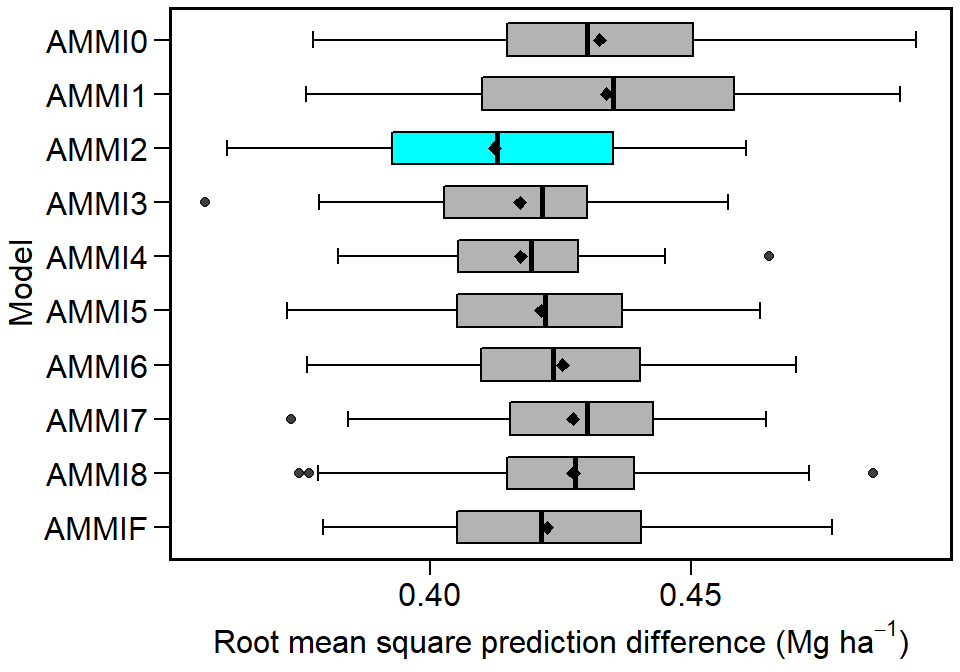 AMMI0
AMMI1
AMMI2
AMMI3
AMMI4
AMMI5
AMMI6
AMMI7
AMMI8
AMMIF
Model
0.40 0.45
Root mean square prediction difference (Mg ha⁻¹)